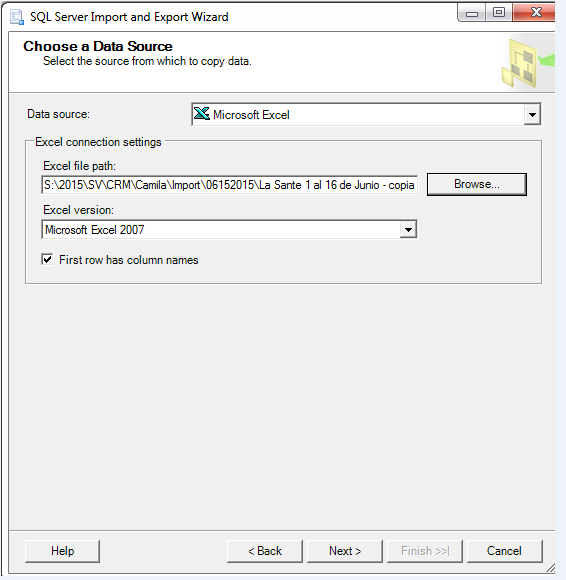 SQL Server Import and Export Wizard
Choose a Data Source
Select the source from which to copy data.
Data source:
Microsoft Excel
Excel connection settings
Excel file path:
S:\2015\SV\CRM\Camila\Import\06152015\La Sante 1 al 16 de Junio - copia
Browse...
Excel version:
Microsoft Excel 2007
First row has column names
Help
< Back
Next >
Finish >>|
Cancel